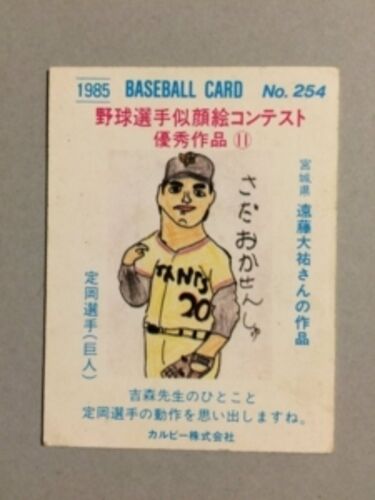 1985 BASEBALL CARD No. 254
野球選手似顔絵コンテスト
優秀作品⑪
宮城県 遠藤大祐さんの作品
さだおかせんしゅ
IANTS
20
定岡選手(巨人)
吉森先生のひとこと
定岡選手の動作を思い出しますね。
カルビー株式会社